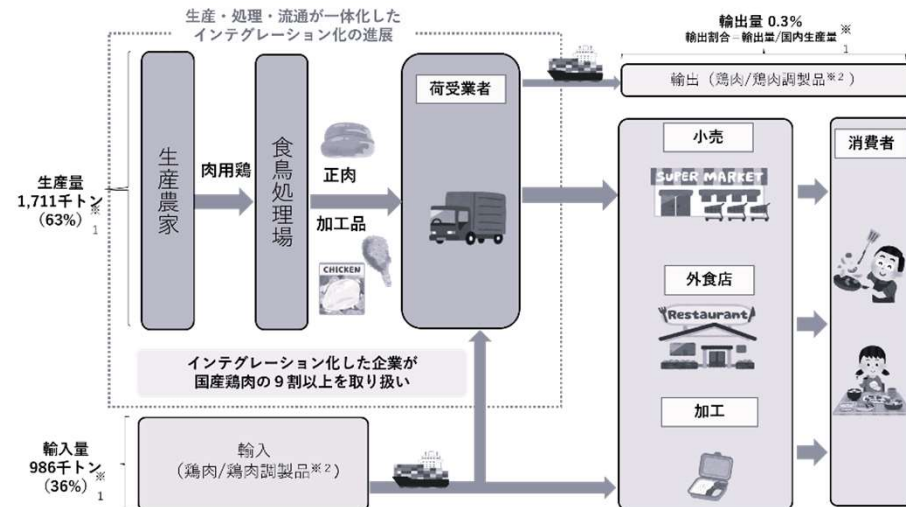 生産・処理・流通が一体化した
インテグレーション化の進展
輸出量 0.3%
輸出割合=輸出量/国内生産量※1
輸出(鶏肉/鶏肉調製品※2)
生産量
1,711千トン
(63%)※1
生産農家
肉用鶏
食鳥処理場
正肉
加工品
CHICKEN
荷受業者
小売
SUPER MARKET
外食店
Restaurant
加工
消費者
インテグレーション化した企業が
国産鶏肉の9割以上を取り扱い
輸入量
986千トン
(36%)※1
輸入
(鶏肉/鶏肉調製品※2)